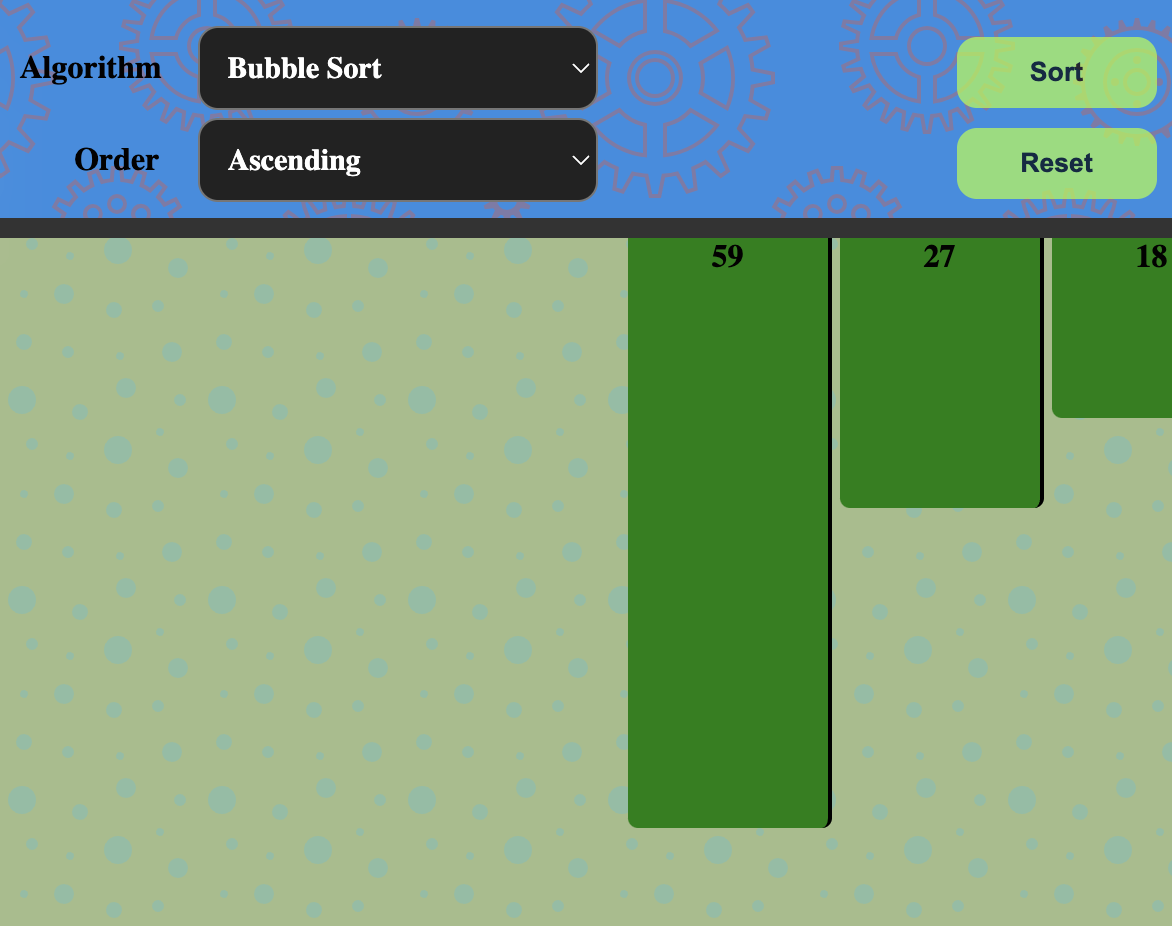 Algorithm
Bubble Sort
Sort
Order
Ascending
Reset
59
27
18